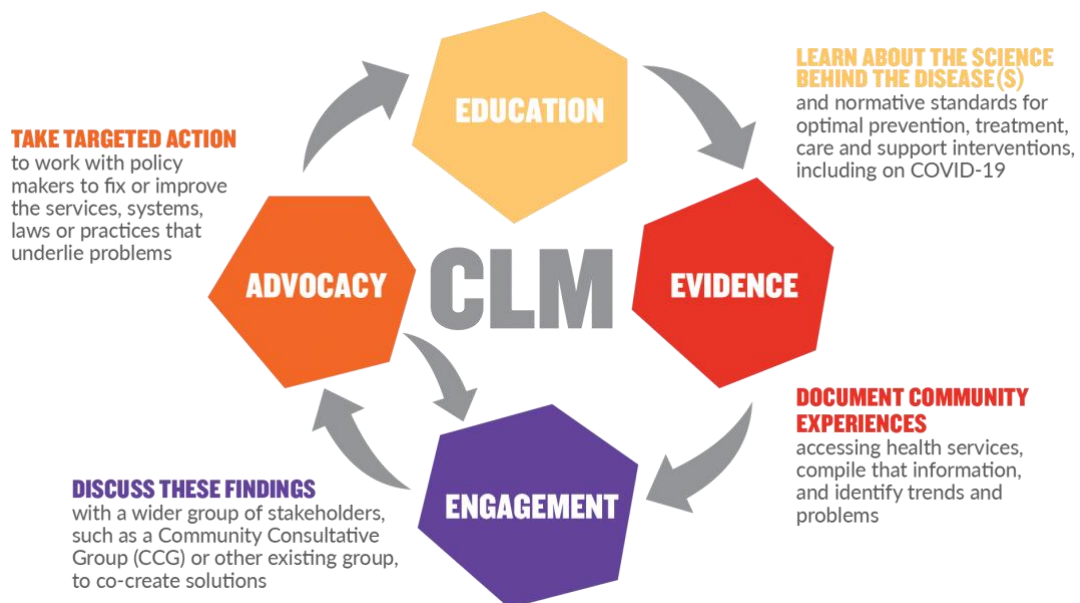 EDUCATION
LEARN ABOUT THE SCIENCE
BEHIND THE DISEASE(S)
and normative standards for
optimal prevention, treatment,
care and support interventions,
including on COVID-19
TAKE TARGETED ACTION
to work with policy
makers to fix or improve
the services, systems,
laws or practices that
underlie problems
ADVOCACY
CLM
EVIDENCE
DOCUMENT COMMUNITY
EXPERIENCES
accessing health services,
compile that information,
and identify trends and
problems
DISCUSS THESE FINDINGS
with a wider group of stakeholders,
such as a Community Consultative
Group (CCG) or other existing group,
to co-create solutions
ENGAGEMENT